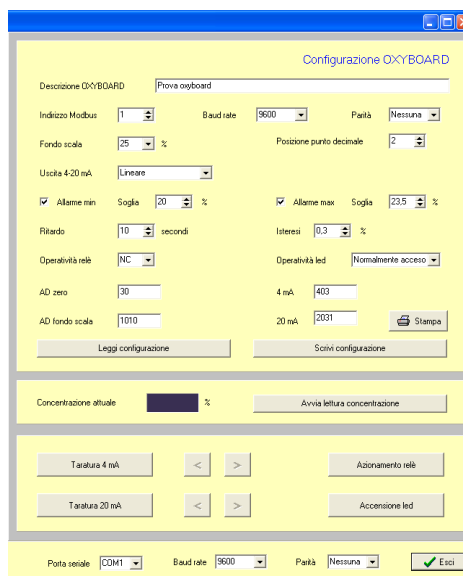 Configurazione OXYBOARD
Descrizione OXYBOARD Prova oxyboard
Indirizzo Modbus 1 Baud rate 9600 Parità Nessuna
Fondo scala 25 % Posizione punto decimale 2
Uscita 4-20 mA Lineare
Allarme min Soglia 20 % Allarme max Soglia 23,5 %
Ritardo 10 secondi Isteresi 0,3 %
Operatività relè NC Operatività led Normalmente acceso
AD zero 30 4 mA 403
AD fondo scala 1010 20 mA 2031 Stampa
Leggi configurazione Scrivi configurazione
Concentrazione attuale % Avvia lettura concentrazione
Taratura 4 mA < > Azionamento relè
Taratura 20 mA < > Accensione led
Porta seriale COM1 Baud rate 9600 Parità Nessuna Esci